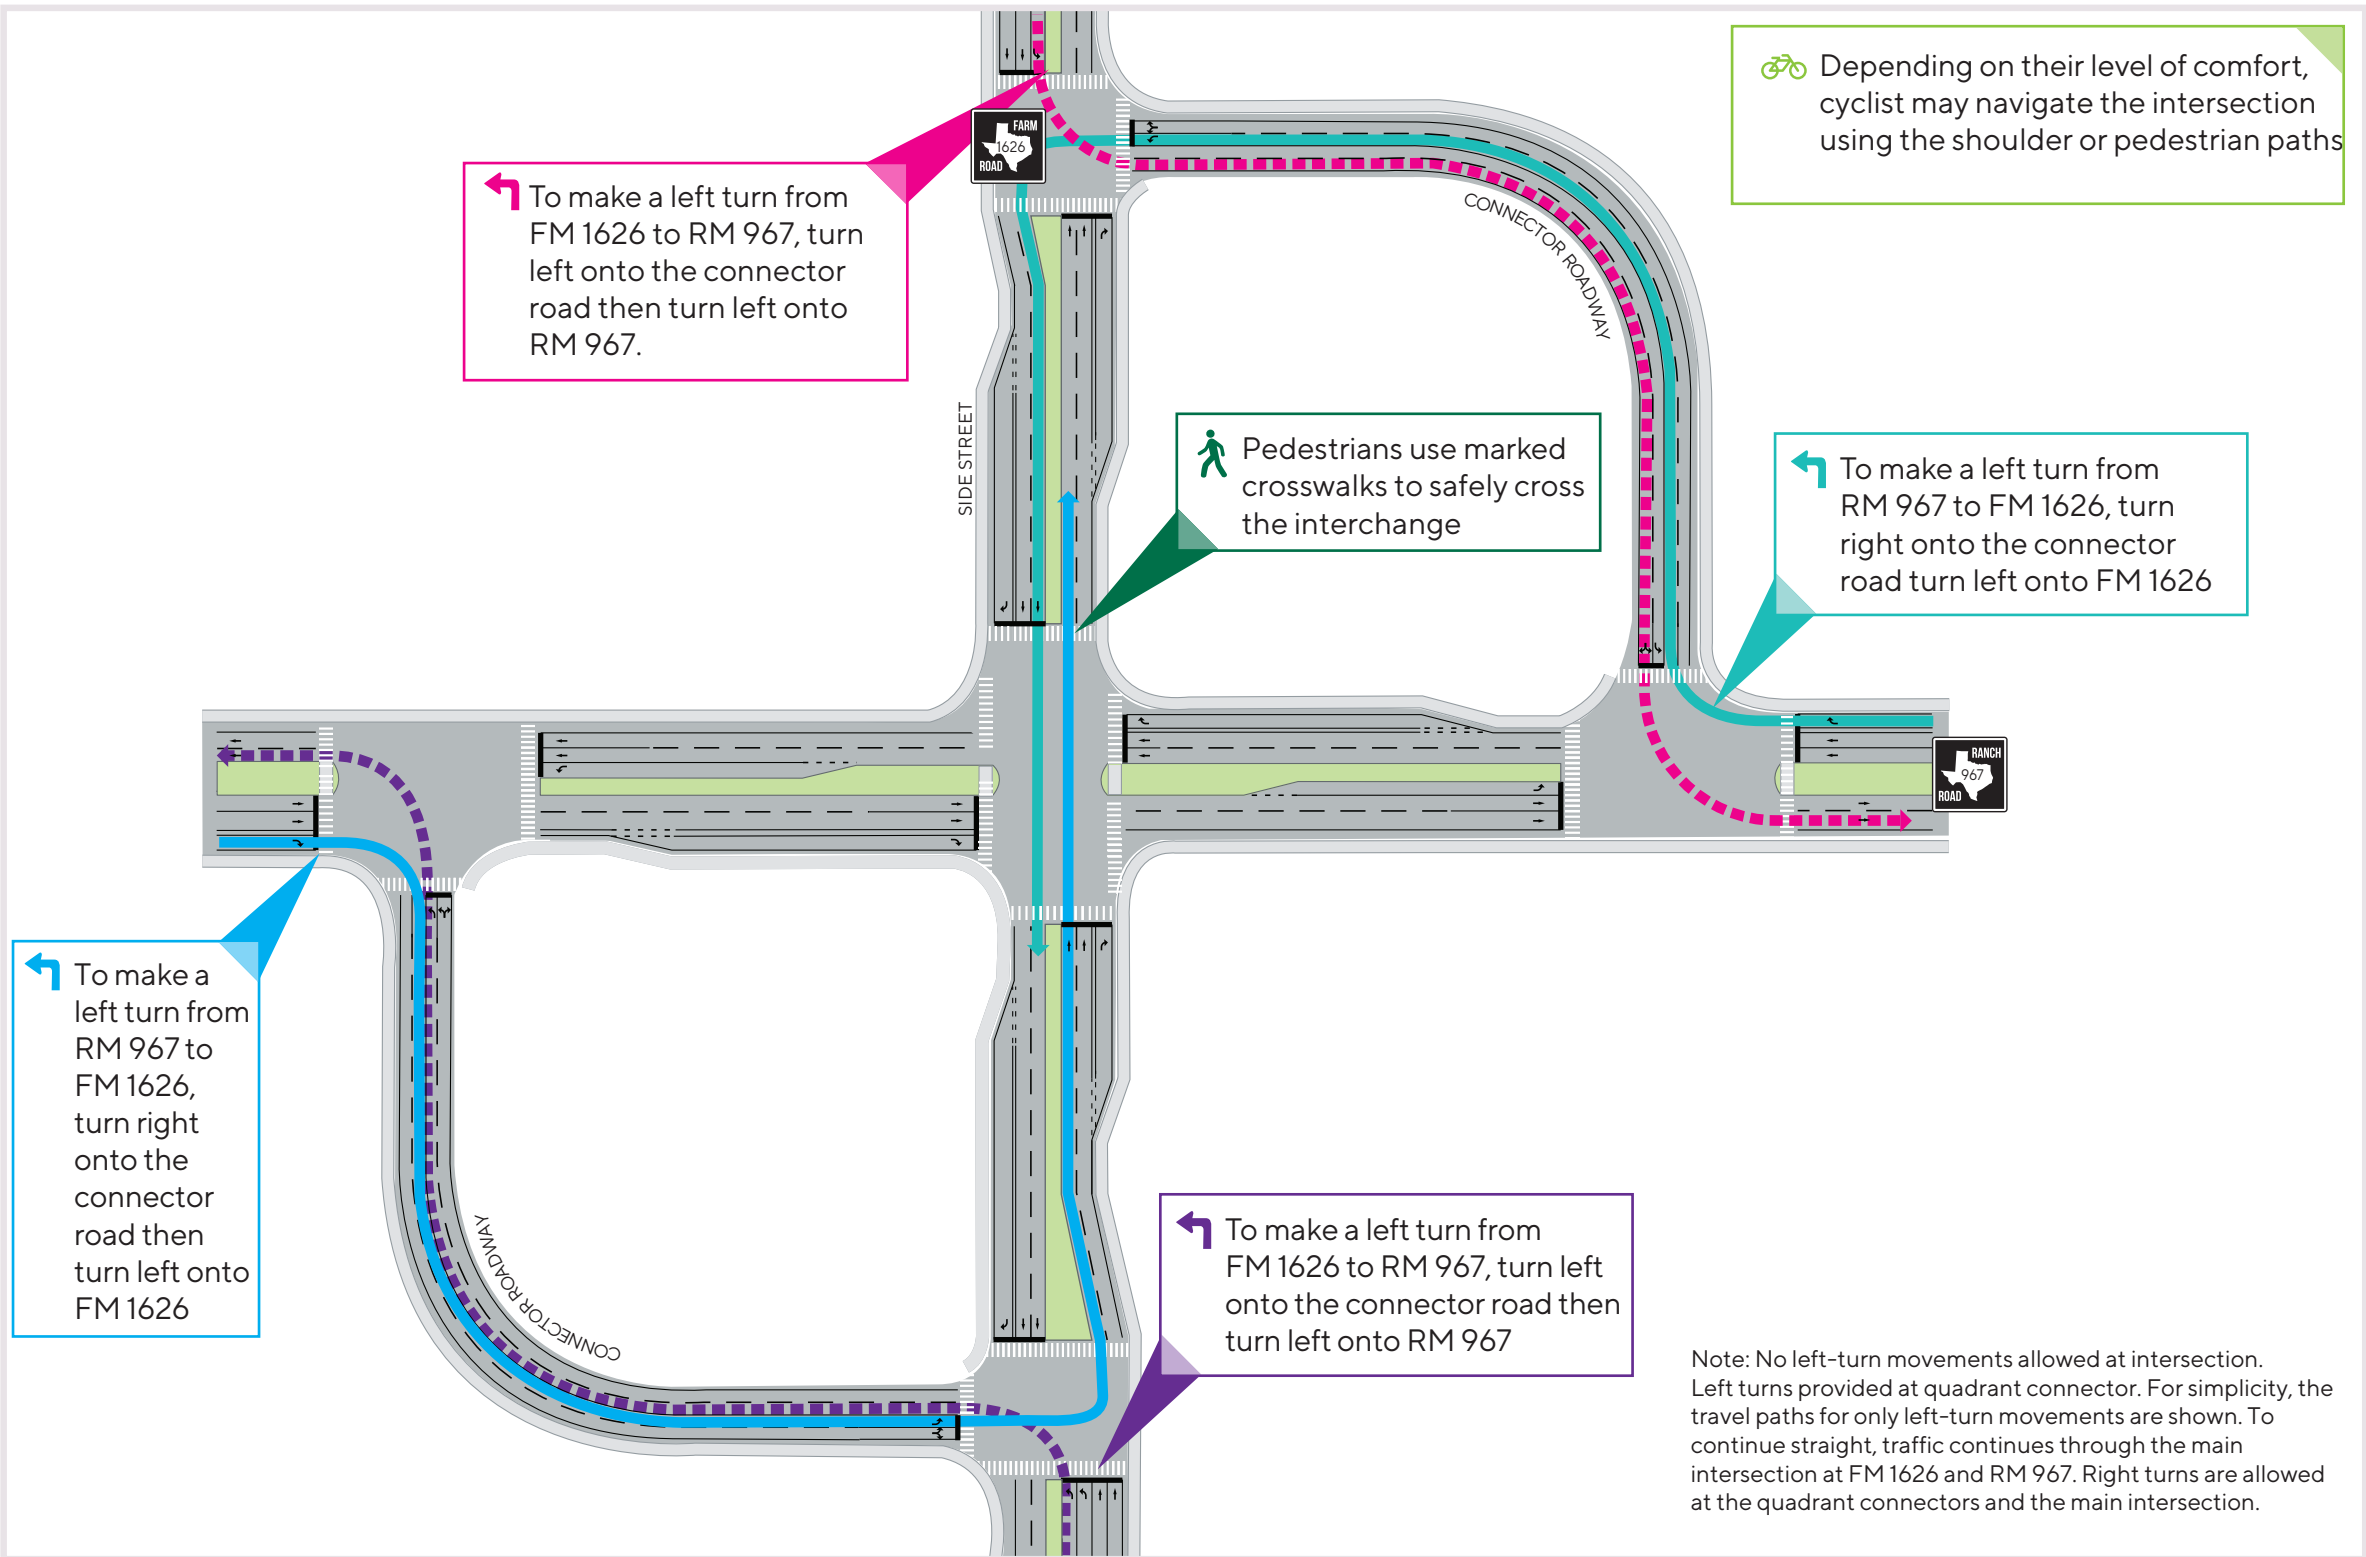 Depending on their level of comfort,
cyclist may navigate the intersection
using the shoulder or pedestrian paths
FARM
1626
ROAD
To make a left turn from
FM 1626 to RM 967, turn
left onto the connector
road then turn left onto
RM 967.
CONNECTOR ROADWAY
SIDE STREET
Pedestrians use marked
crosswalks to safely cross
the interchange
To make a left turn from
RM 967 to FM 1626, turn
right onto the connector
road turn left onto FM 1626
RANCH
967
ROAD
To make a
left turn from
RM 967 to
FM 1626,
turn right
onto the
connector
road then
turn left onto
FM 1626
CONNECTOR ROADWAY
To make a left turn from
FM 1626 to RM 967, turn left
onto the connector road then
turn left onto RM 967
Note: No left-turn movements allowed at intersection.
Left turns provided at quadrant connector. For simplicity, the
travel paths for only left-turn movements are shown. To
continue straight, traffic continues through the main
intersection at FM 1626 and RM 967. Right turns are allowed
at the quadrant connectors and the main intersection.